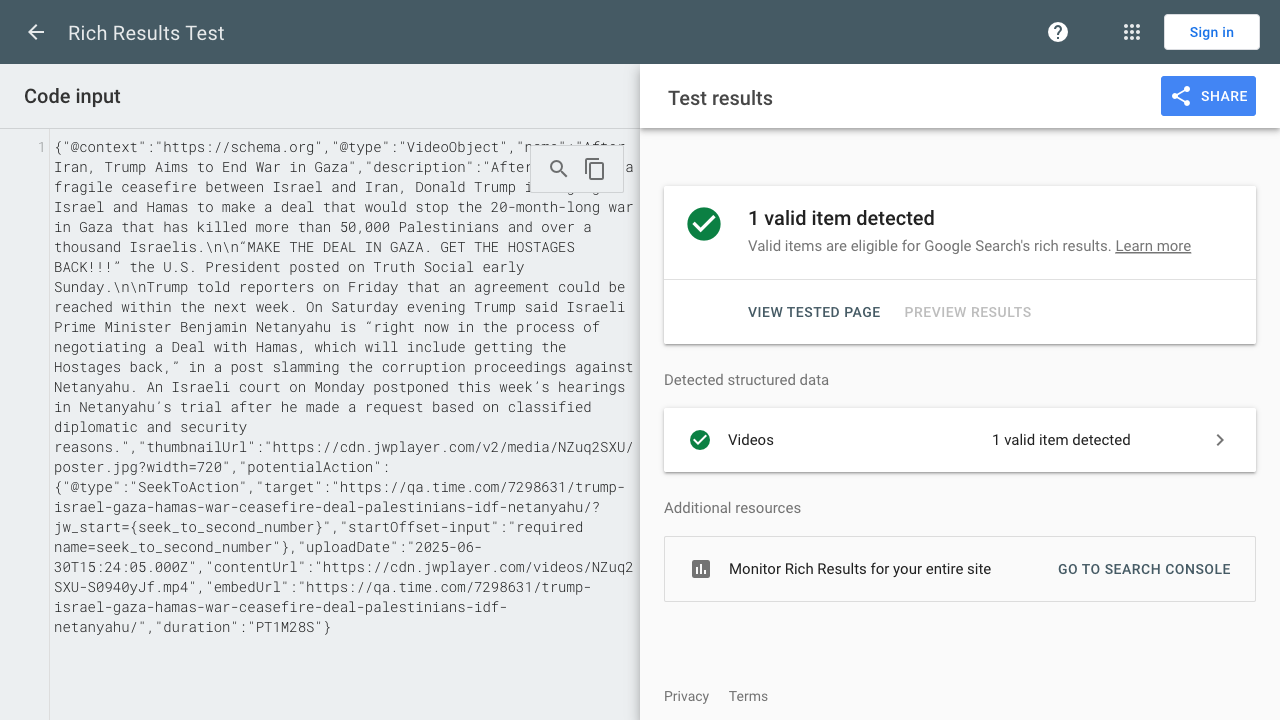 Rich Results Test
Sign in
Code input
1
{"@context":"https://schema.org","@type":"VideoObject","name":"After
Iran, Trump Aims to End War in Gaza","description":"After a
fragile ceasefire between Israel and Iran, Donald Trump
Israel and Hamas to make a deal that would stop the 20-month-long war
in Gaza that has killed more than 50,000 Palestinians and over a
thousand Israelis.\n\n“MAKE THE DEAL IN GAZA. GET THE HOSTAGES
BACK!!!” the U.S. President posted on Truth Social early
Sunday.\n\nTrump told reporters on Friday that an agreement could be
reached within the next week. On Saturday evening Trump said Israeli
Prime Minister Benjamin Netanyahu is “right now in the process of
negotiating a Deal with Hamas, which will include getting the
Hostages back,” in a post slamming the corruption proceedings against
Netanyahu. An Israeli court on Monday postponed this week’s hearings
in Netanyahu’s trial after he made a request based on classified
diplomatic and security
reasons.","thumbnailUrl":"https://cdn.jwplayer.com/v2/media/NZuq2SXU/
poster.jpg?width=720","potentialAction":
{"@type":"SeekToAction","target":"https://qa.time.com/7298631/trump-
israel-gaza-hamas-war-ceasefire-deal-palestinians-idf-netanyahu/?
jw_start={seek_to_second_number}","startOffset-input":"required
name=seek_to_second_number"},"uploadDate":"2025-06-
30T15:24:05.000Z","contentUrl":"https://cdn.jwplayer.com/videos/NZuq2
SXU-S0940yJf.mp4","embedUrl":"https://qa.time.com/7298631/trump-
israel-gaza-hamas-war-ceasefire-deal-palestinians-idf-
netanyahu/","duration":"PT1M28S"}
Test results
SHARE
1 valid item detected
Valid items are eligible for Google Search's rich results. Learn more
VIEW TESTED PAGE PREVIEW RESULTS
Detected structured data
Videos 1 valid item detected
Additional resources
Monitor Rich Results for your entire site GO TO SEARCH CONSOLE
Privacy Terms